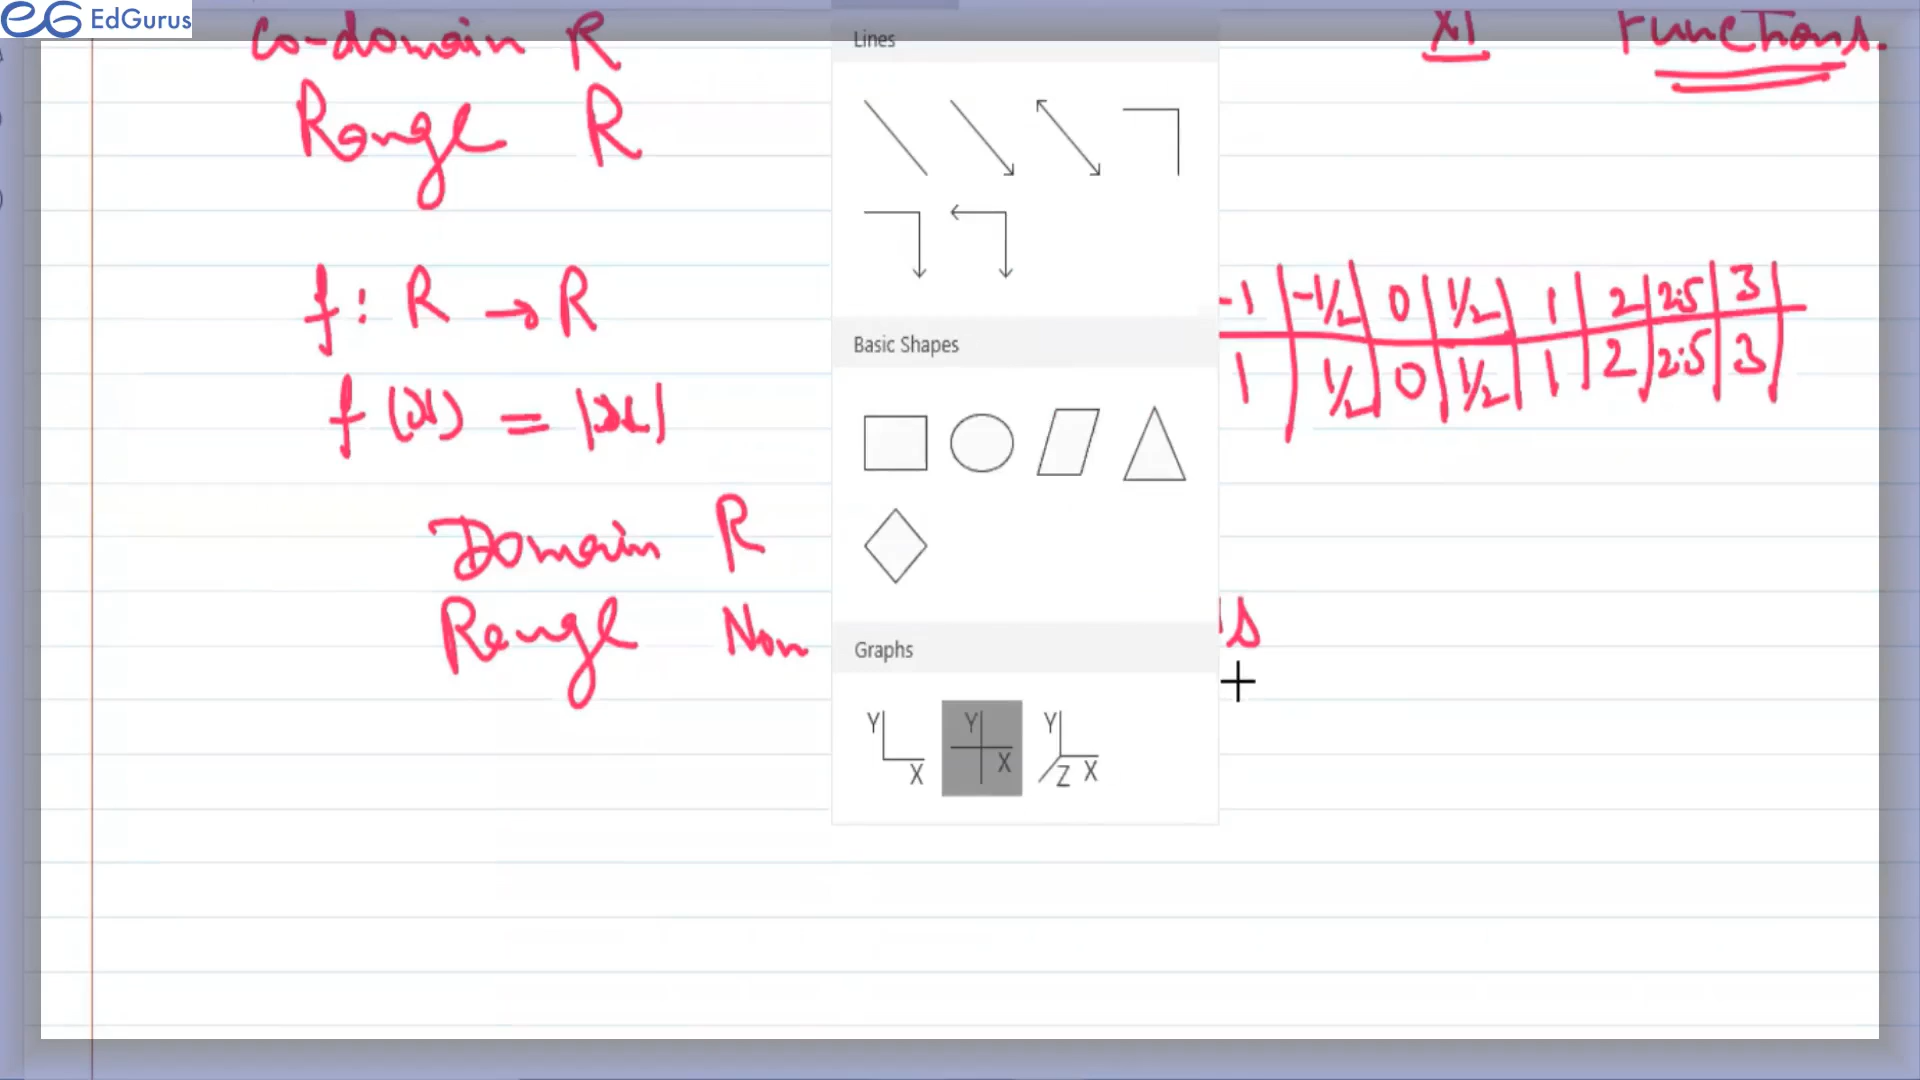 EdGurus
Co-domain R
XI Functions.
Range R
Lines
f : R → R
-1 | -1/2 | 0 | 1/2 | 1 | 2 | 2.5 | 3
1 | 1/2 | 0 | 1/2 | 1 | 2 | 2.5 | 3
Basic Shapes
f(x) = |x|
Domain R
Range Non
Graphs
Y X
Y X
Y Z X